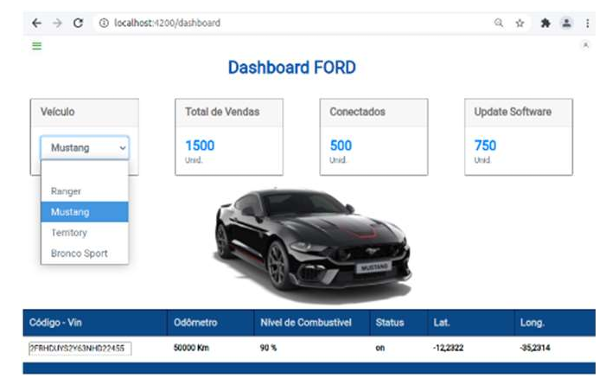 localhost:4200/dashboard
Dashboard FORD
Veículo
Total de Vendas
Conectados
Update Software
Mustang
1500
Unid.
500
Unid.
750
Unid.
Ranger
Mustang
Territory
Bronco Sport
MUSTANG
Código - Vin
Odômetro
Nível de Combustível
Status
Lat.
Long.
2FRHDUYS2Y63NHD22455
50000 Km
90 %
on
-12,2322
-35,2314